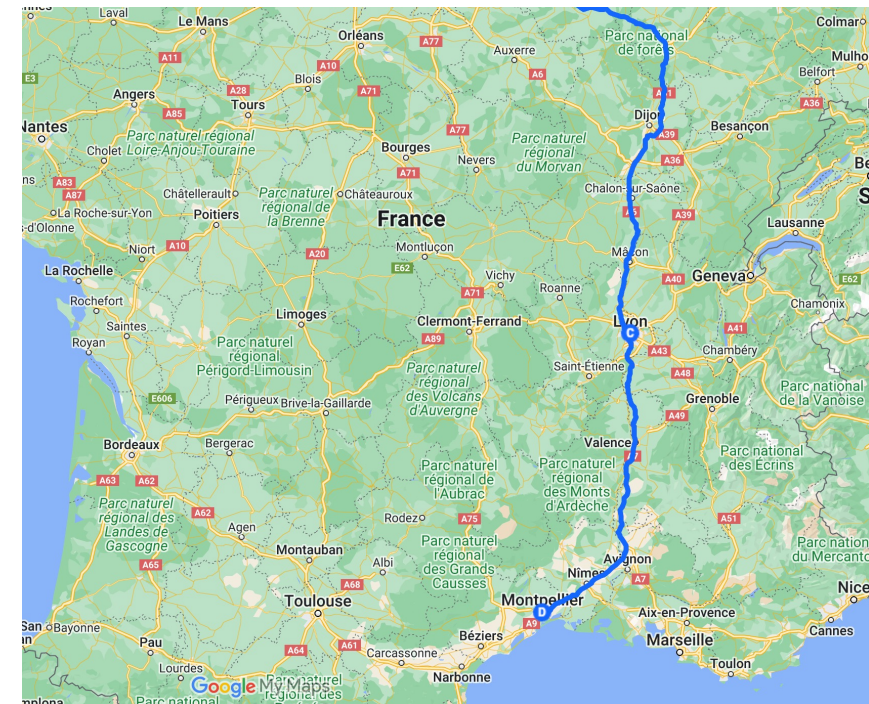 Laval
Le Mans
Orléans
A77
Auxerre
Parc national
de forêts
Colmar
A11
E3
A10
A6
Mulho
Belfort
Angers
A28
Blois
A71
Dijon
A36
Tours
A85
Nantes
Parc naturel régional
Loire-Anjou-Touraine
A77
Parc naturel
régional
du Morvan
A39
Besançon
Cholet
Bourges
Nevers
A36
A71
A83
A87
Châtellerault
Parc naturel
régional de
la Brenne
Châteauroux
Chalon-sur-Saône
La Roche-sur-Yon
Poitiers
France
A6
A39
s-d'Olonne
Lausanne
Niort
A10
A20
Montluçon
Mâcon
E62
La Rochelle
Vichy
Roanne
A40
Geneva
E62
Rochefort
A71
Chamonix
Saintes
Limoges
Clermont-Ferrand
Lyon
C
A41
Royan
A89
A43
Chambéry
Parc naturel
régional
Périgord-Limousin
Saint-Étienne
A48
Parc naturel
régional
des Volcans
d'Auvergne
Parc national
de la Vanoise
E606
Périgueux
Brive-la-Gaillarde
Grenoble
A49
Bordeaux
Bergerac
Valence
A7
Parc national
des Écrins
A63
A62
Parc naturel
régional de
l'Aubrac
Parc naturel
régional
des Monts
d'Ardèche
Parc naturel
régional des
Landes de
Gascogne
A62
Agen
Rodez
A75
A51
Parc nation
du Mercanto
Montauban
Albi
Parc naturel
régional
des Grands
Causses
Avignon
A65
Nîmes
A7
A68
Nice
Toulouse
Montpellier
D
A9
Aix-en-Provence
Bayonne
Cannes
Pau
A64
A61
Béziers
Marseille
Carcassonne
Toulon
Lourdes
Narbonne
Google My Maps
Parc national